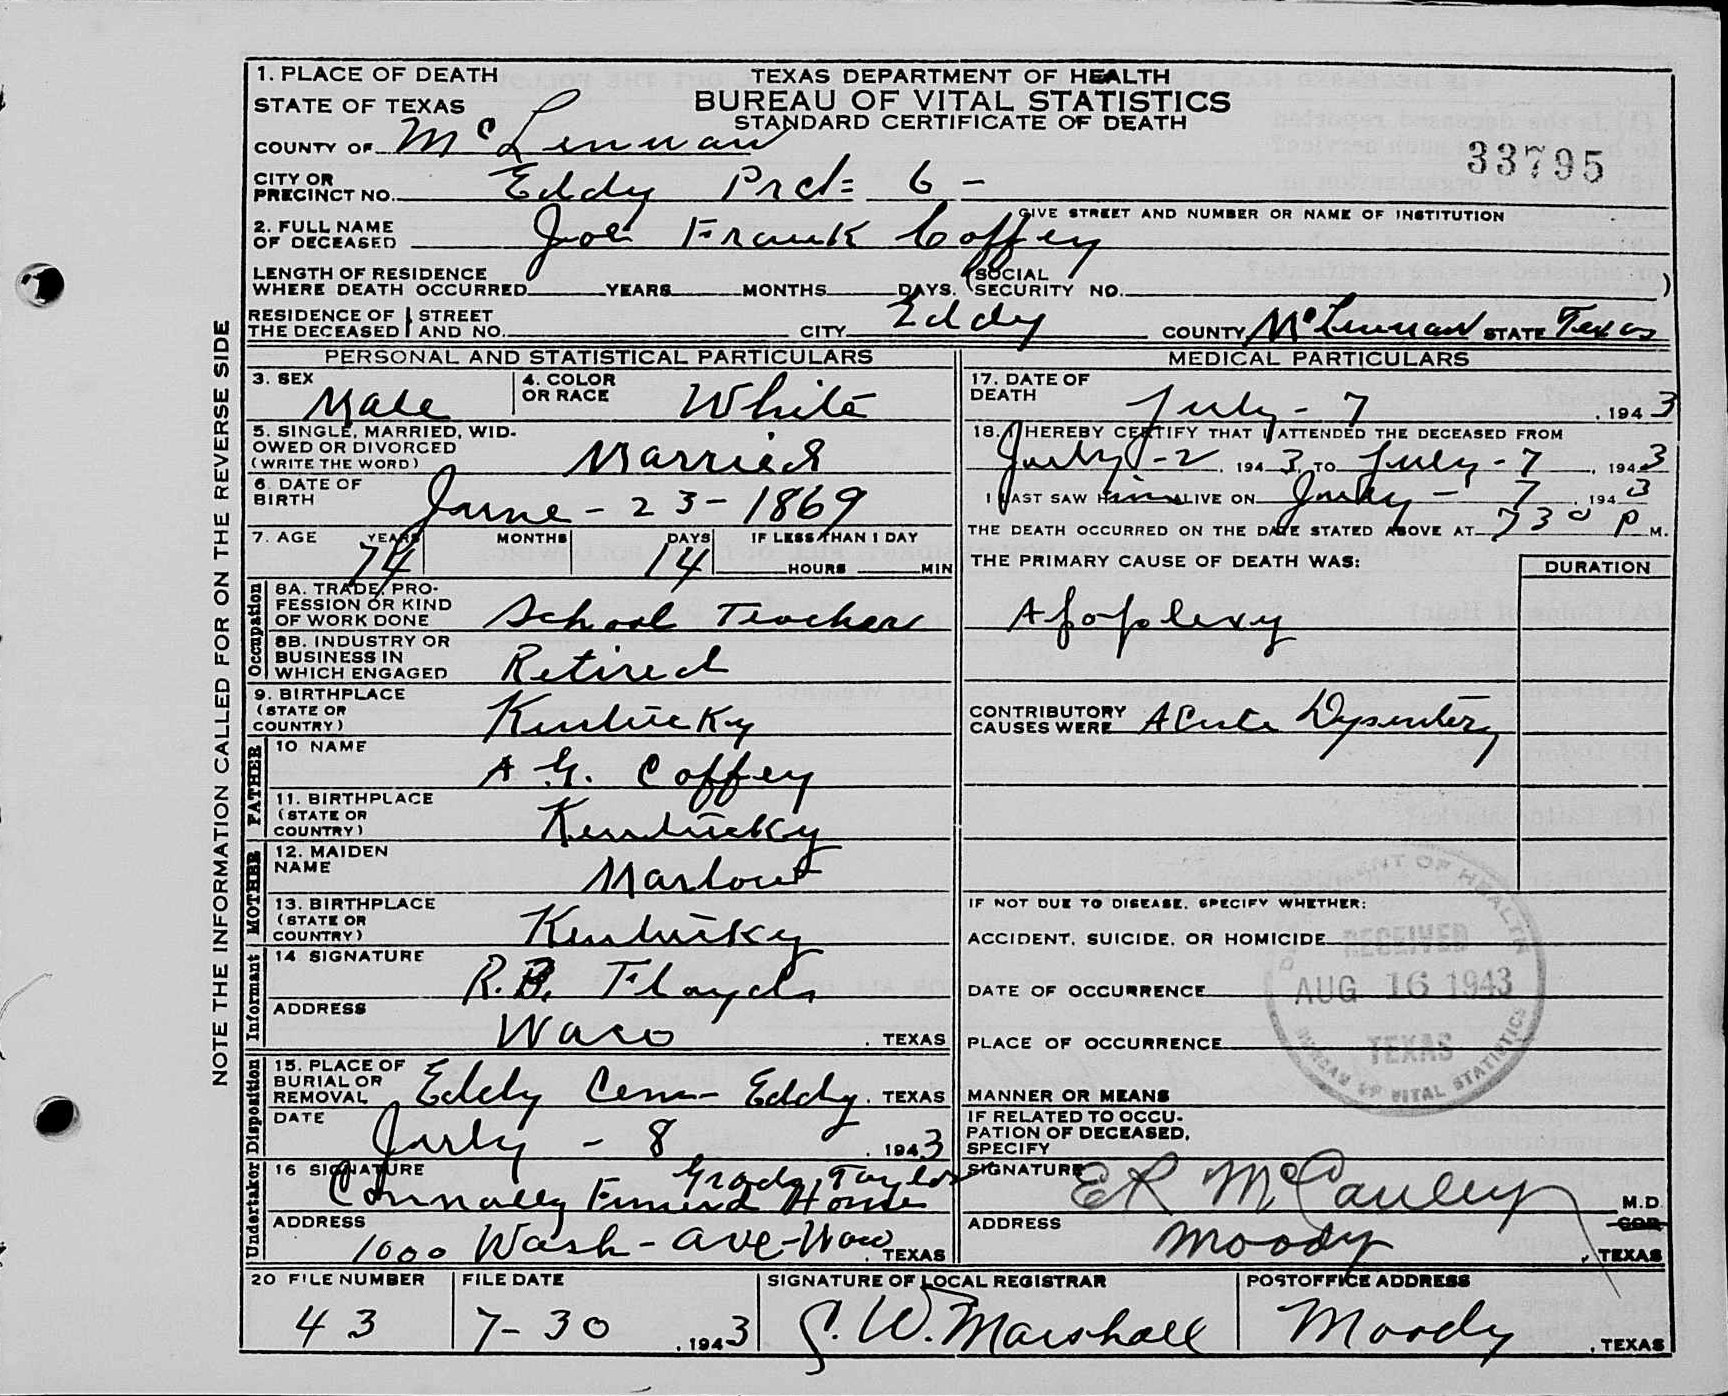 1. PLACE OF DEATH
STATE OF TEXAS
TEXAS DEPARTMENT OF HEALTH
BUREAU OF VITAL STATISTICS
STANDARD CERTIFICATE OF DEATH
COUNTY OF McLennan
33795
CITY OR PRECINCT NO. Eddy Prct= 6 -
GIVE STREET AND NUMBER OR NAME OF INSTITUTION
2. FULL NAME OF DECEASED Joe Frank Coffey
LENGTH OF RESIDENCE WHERE DEATH OCCURRED YEARS MONTHS DAYS. (SOCIAL SECURITY NO. )
RESIDENCE OF THE DECEASED STREET AND NO. CITY Eddy COUNTY McLennan STATE Texas
NOTE THE INFORMATION CALLED FOR ON THE REVERSE SIDE
PERSONAL AND STATISTICAL PARTICULARS
3. SEX Male
4. COLOR OR RACE White
5. SINGLE, MARRIED, WIDOWED OR DIVORCED (WRITE THE WORD) Married
6. DATE OF BIRTH June - 23 - 1869
7. AGE YEARS 74 MONTHS DAYS 14 IF LESS THAN 1 DAY HOURS MIN
Occupation
8A. TRADE, PROFESSION OR KIND OF WORK DONE School Teacher
8B. INDUSTRY OR BUSINESS IN WHICH ENGAGED Retired
9. BIRTHPLACE (STATE OR COUNTRY) Kentucky
FATHER
10 NAME A G. Coffey
11. BIRTHPLACE (STATE OR COUNTRY) Kentucky
MOTHER
12. MAIDEN NAME Marlow
13. BIRTHPLACE (STATE OR COUNTRY) Kentucky
Informant
14 SIGNATURE R.B. Floyd
ADDRESS Waco , TEXAS
Disposition
15. PLACE OF BURIAL OR REMOVAL Eddy Cem - Eddy, TEXAS
DATE July - 8 , 1943
Undertaker
16 SIGNATURE Grady Taylor
Connally Funeral Home
ADDRESS 1000 Wash - Ave - Waco , TEXAS
MEDICAL PARTICULARS
17. DATE OF DEATH July - 7 , 1943
18. I HEREBY CERTIFY THAT I ATTENDED THE DECEASED FROM
July - 2 , 1943, TO July - 7 , 1943
I LAST SAW Him ALIVE ON July - 7 , 1943
THE DEATH OCCURRED ON THE DATE STATED ABOVE AT 730 P M.
THE PRIMARY CAUSE OF DEATH WAS:
DURATION
Apoplexy
CONTRIBUTORY CAUSES WERE Acute Dysentery
IF NOT DUE TO DISEASE, SPECIFY WHETHER:
ACCIDENT, SUICIDE, OR HOMICIDE
DATE OF OCCURRENCE
PLACE OF OCCURRENCE
MANNER OR MEANS
IF RELATED TO OCCUPATION OF DECEASED, SPECIFY
RECEIVED
AUG 16 1943
TEXAS
BUREAU OF VITAL STATISTICS
SIGNATURE E R McCauley M.D.
COR.
ADDRESS Moody , TEXAS
20 FILE NUMBER 43
FILE DATE 7-30 , 1943
SIGNATURE OF LOCAL REGISTRAR S. W. Marshall
POSTOFFICE ADDRESS Moody , TEXAS